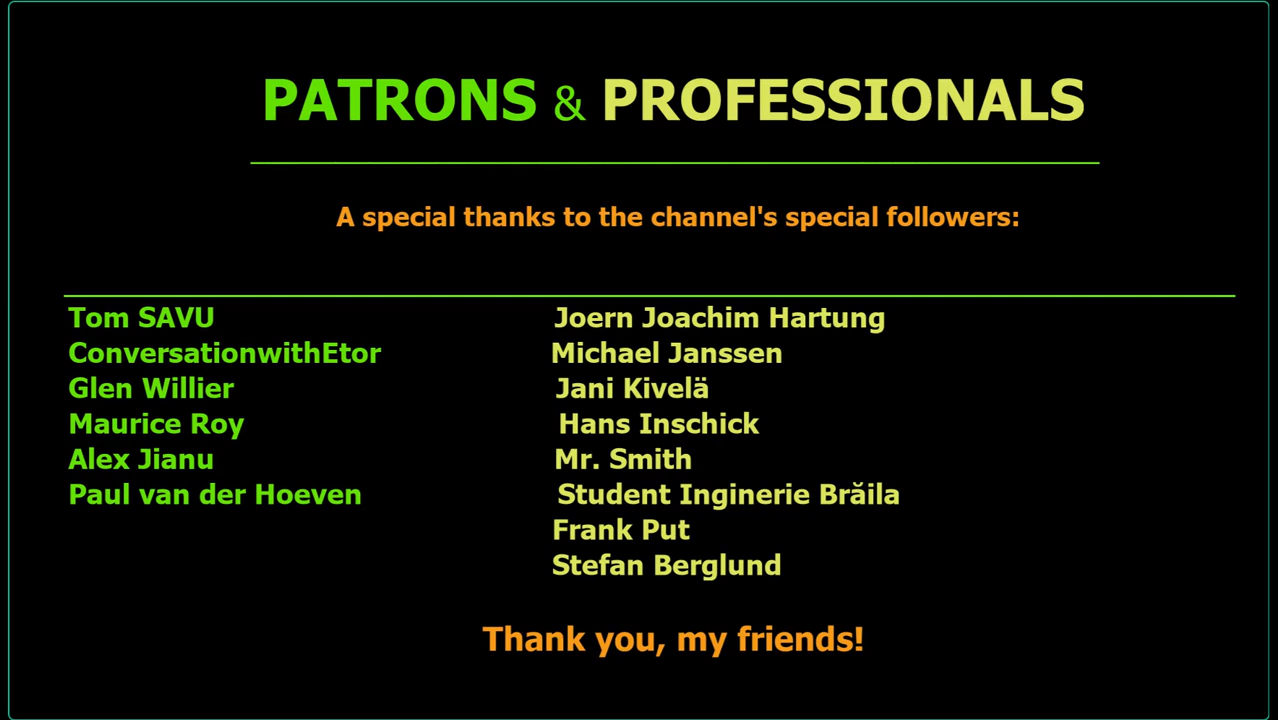 PATRONS & PROFESSIONALS
A special thanks to the channel's special followers:
Tom SAVU
ConversationwithEtor
Glen Willier
Maurice Roy
Alex Jianu
Paul van der Hoeven
Joern Joachim Hartung
Michael Janssen
Jani Kivelä
Hans Inschick
Mr. Smith
Student Inginerie Brăila
Frank Put
Stefan Berglund
Thank you, my friends!